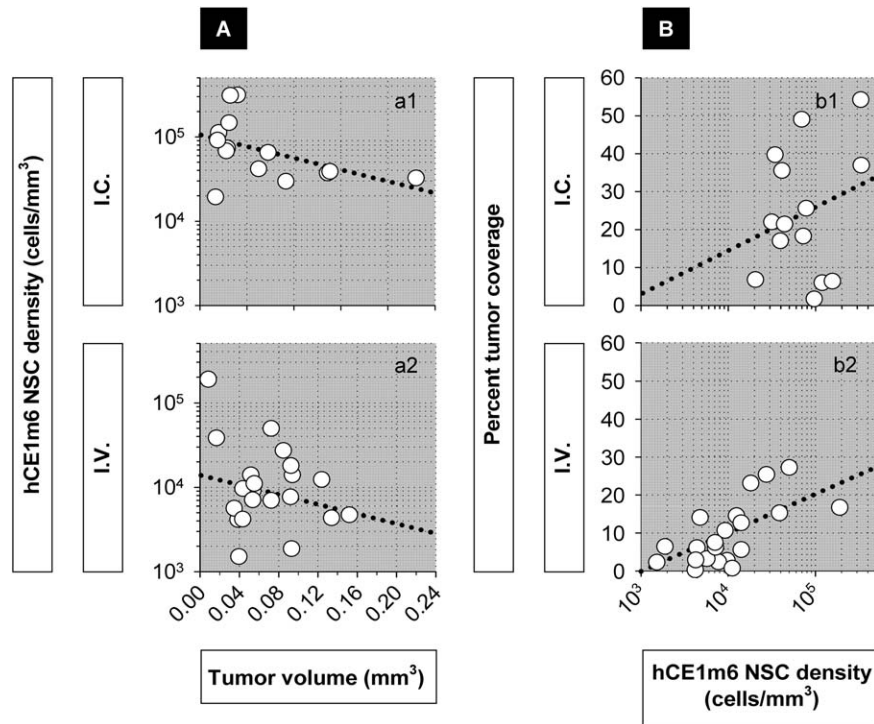 A
B
hCE1m6 NSC dernsity (cells/mm³)
I.C.
a1
10⁵
10⁴
10³
I.V.
a2
10⁵
10⁴
10³
0.00
0.04
0.08
0.12
0.16
0.20
0.24
Tumor volume (mm³)
Percent tumor coverage
I.C.
b1
60
50
40
30
20
10
0
I.V.
b2
60
50
40
30
20
10
0
10³
10⁴
10⁵
hCE1m6 NSC density
(cells/mm³)